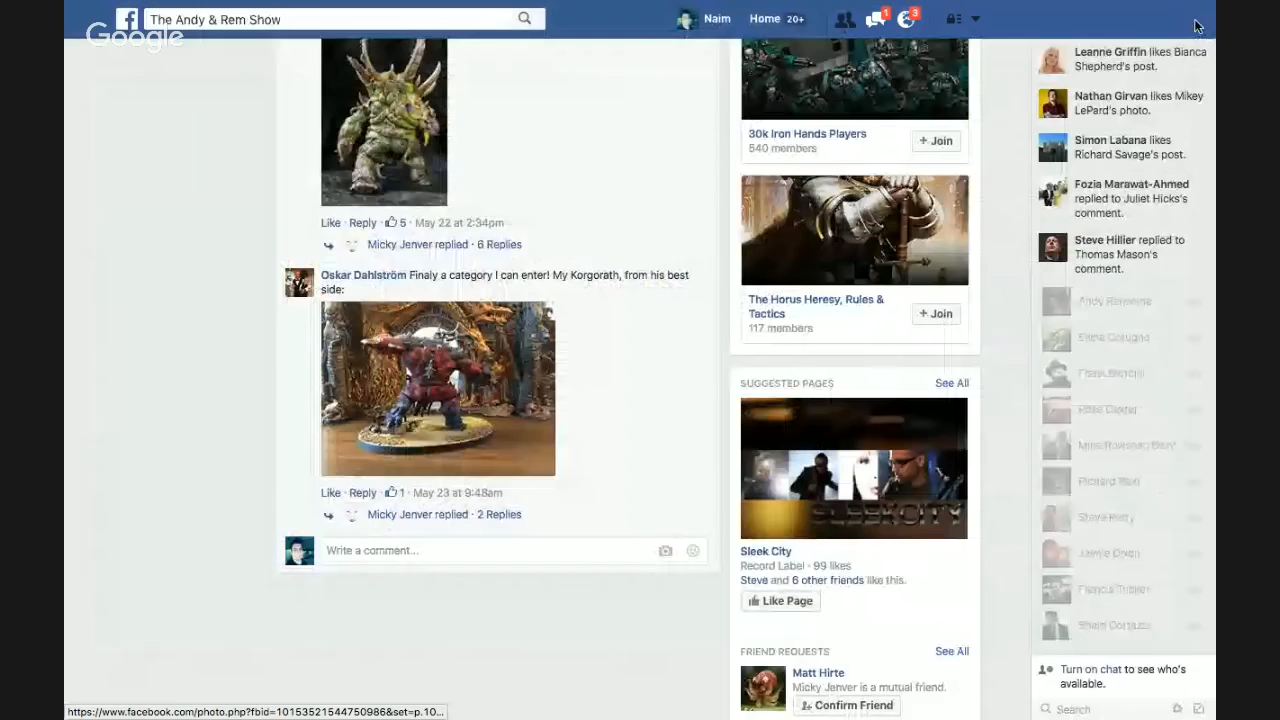 The Andy & Rem Show
Naim
Home 20+
1
3
Google
Like · Reply · 5 · May 22 at 2:34pm
Micky Jenver replied · 6 Replies
Oskar Dahlström Finaly a category I can enter! My Korgorath, from his best
side:
Like · Reply · 1 · May 23 at 9:48am
Micky Jenver replied · 2 Replies
Write a comment...
30k Iron Hands Players
540 members
+ Join
The Horus Heresy, Rules &
Tactics
117 members
+ Join
SUGGESTED PAGES
See All
SLEEKCITY
Sleek City
Record Label · 99 likes
Steve and 6 other friends like this.
Like Page
FRIEND REQUESTS
See All
Matt Hirte
Micky Jenver is a mutual friend.
Confirm Friend
Leanne Griffin likes Bianca
Shepherd's post.
Nathan Girvan likes Mikey
LePard's photo.
Simon Labana likes
Richard Savage's post.
Fozia Marawat-Ahmed
replied to Juliet Hicks's
comment.
Steve Hillier replied to
Thomas Mason's
comment.
Turn on chat to see who's
available.
Search
https://www.facebook.com/photo.php?fbid=10153521544750986&set=p.10...